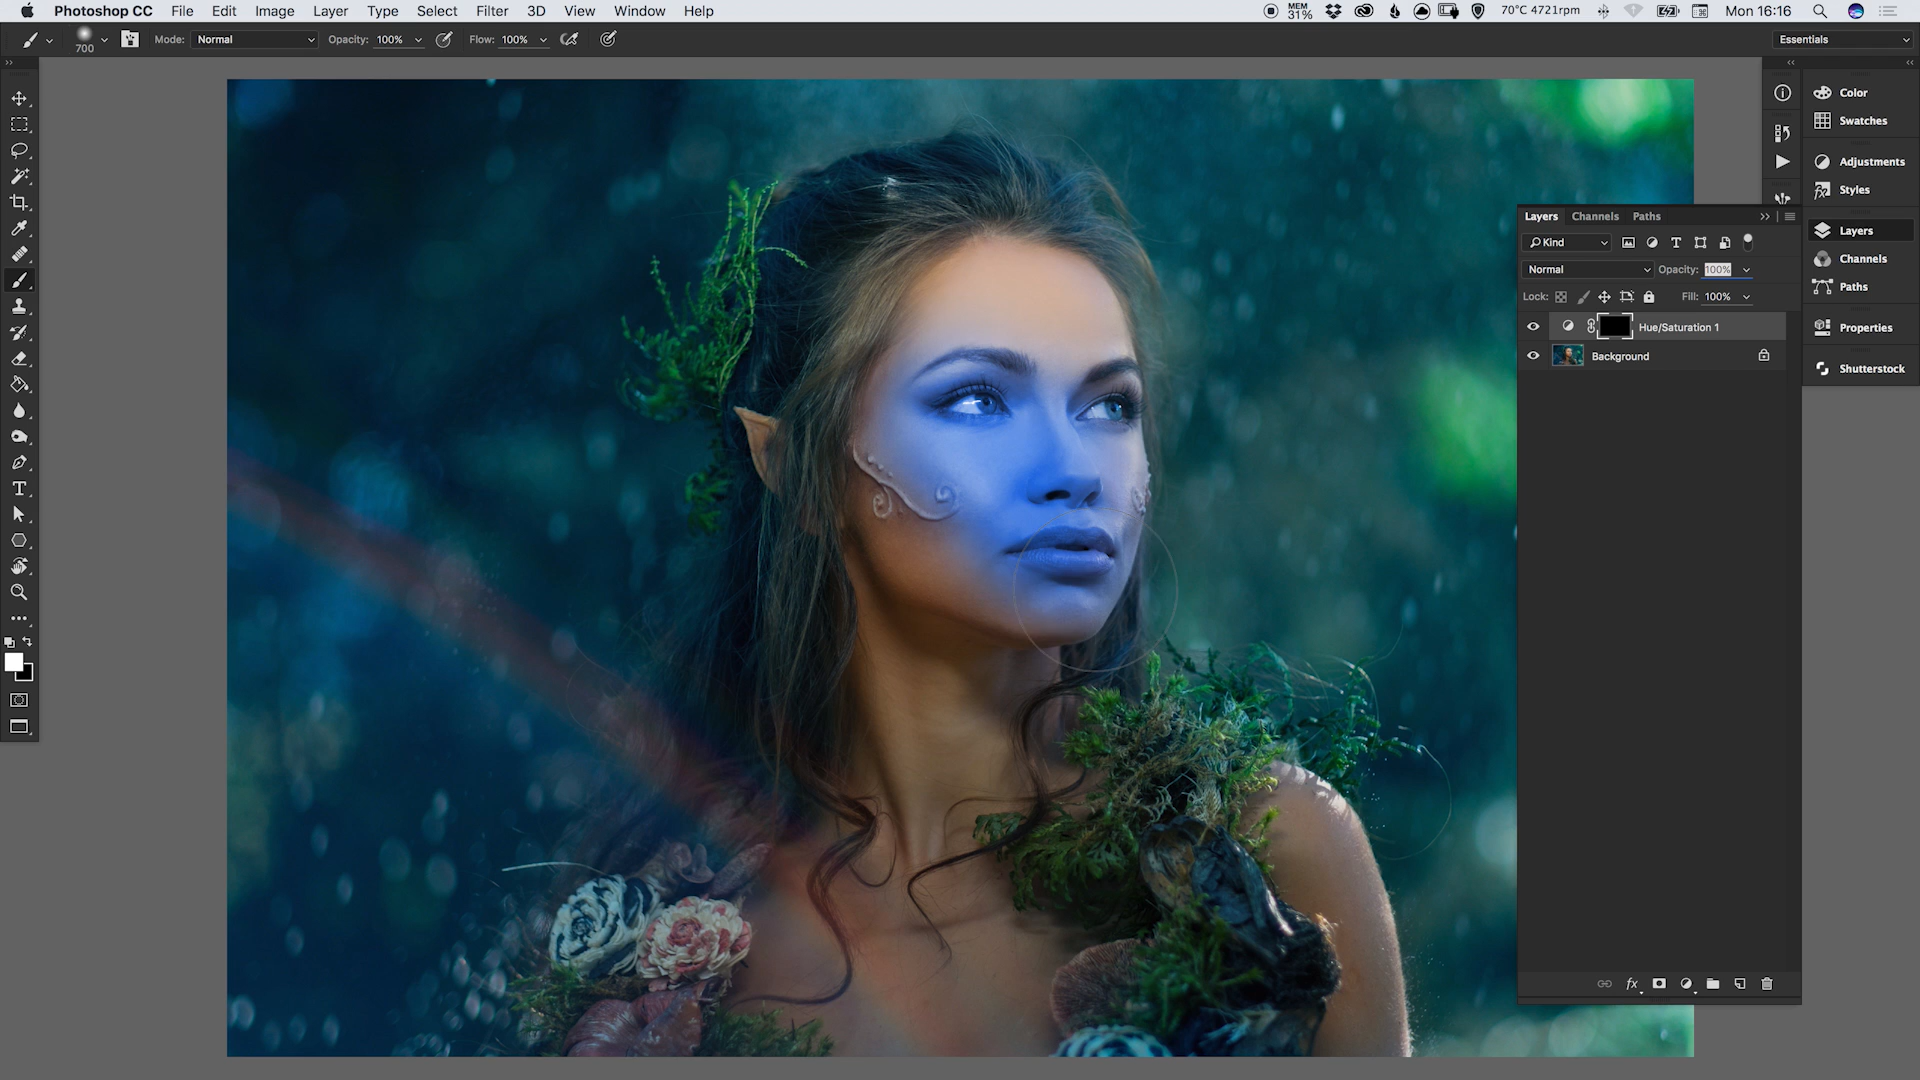 Photoshop CC File Edit Image Layer Type Select Filter 3D View Window Help MEM 31% 70°C 4721rpm Mon 16:16
700 Mode: Normal Opacity: 100% Flow: 100% Essentials
Color
Swatches
Adjustments
Styles
Layers
Channels
Paths
Properties
Shutterstock
Layers Channels Paths
Kind
Normal Opacity: 100%
Lock: Fill: 100%
Hue/Saturation 1
Background
fx